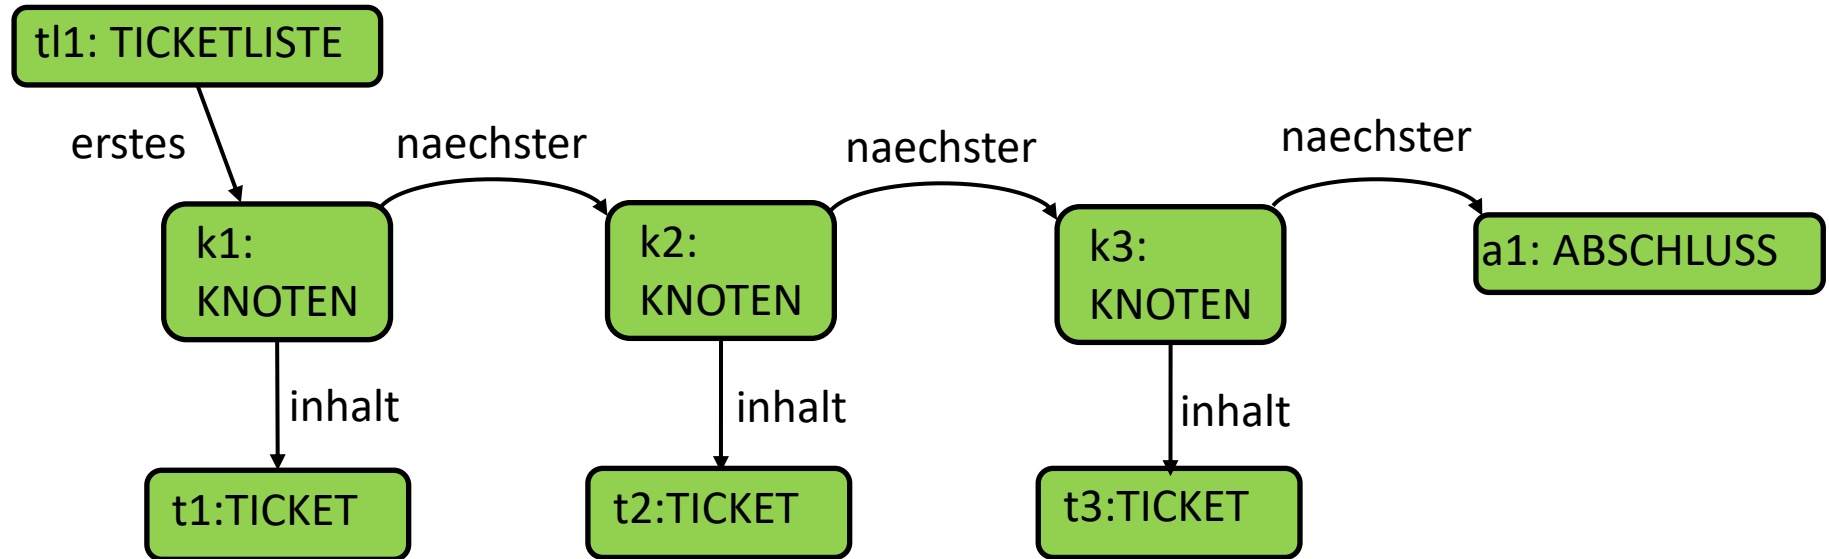 tl1: TICKETLISTE
erstes
naechster
naechster
naechster
k1:
KNOTEN
k2:
KNOTEN
k3:
KNOTEN
a1: ABSCHLUSS
inhalt
inhalt
inhalt
t1:TICKET
t2:TICKET
t3:TICKET